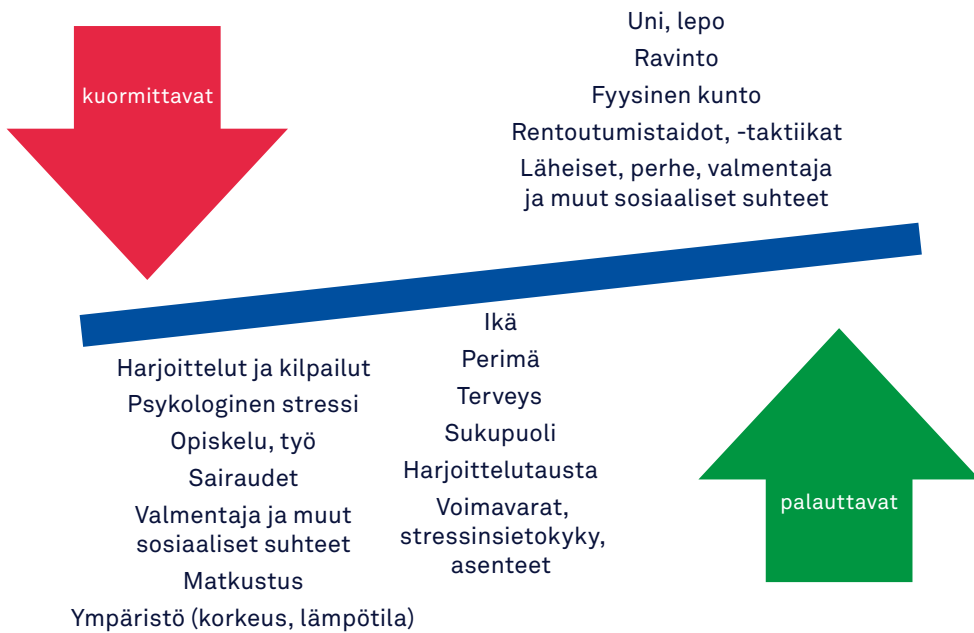 kuormittavat
Uni, lepo
Ravinto
Fyysinen kunto
Rentoutumistaidot, -taktiikat
Läheiset, perhe, valmentaja
ja muut sosiaaliset suhteet
Harjoittelut ja kilpailut
Psykologinen stressi
Opiskelu, työ
Sairaudet
Valmentaja ja muut
sosiaaliset suhteet
Matkustus
Ympäristö (korkeus, lämpötila)
Ikä
Perimä
Terveys
Sukupuoli
Harjoittelutausta
Voimavarat,
stressinsietokyky,
asenteet
palauttavat